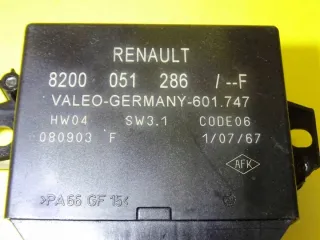 RENAULT
8200 051 286 /--F
VALEO-GERMANY-601.747
HW04 SW3.1 CODE06
080903 F 1/07/67
AFK
>PA66 GF15<